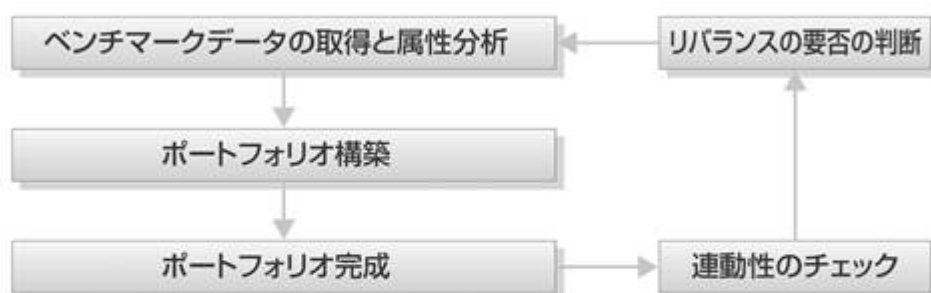 ベンチマークデータの取得と属性分析
リバランスの要否の判断
ポートフォリオ構築
ポートフォリオ完成
連動性のチェック